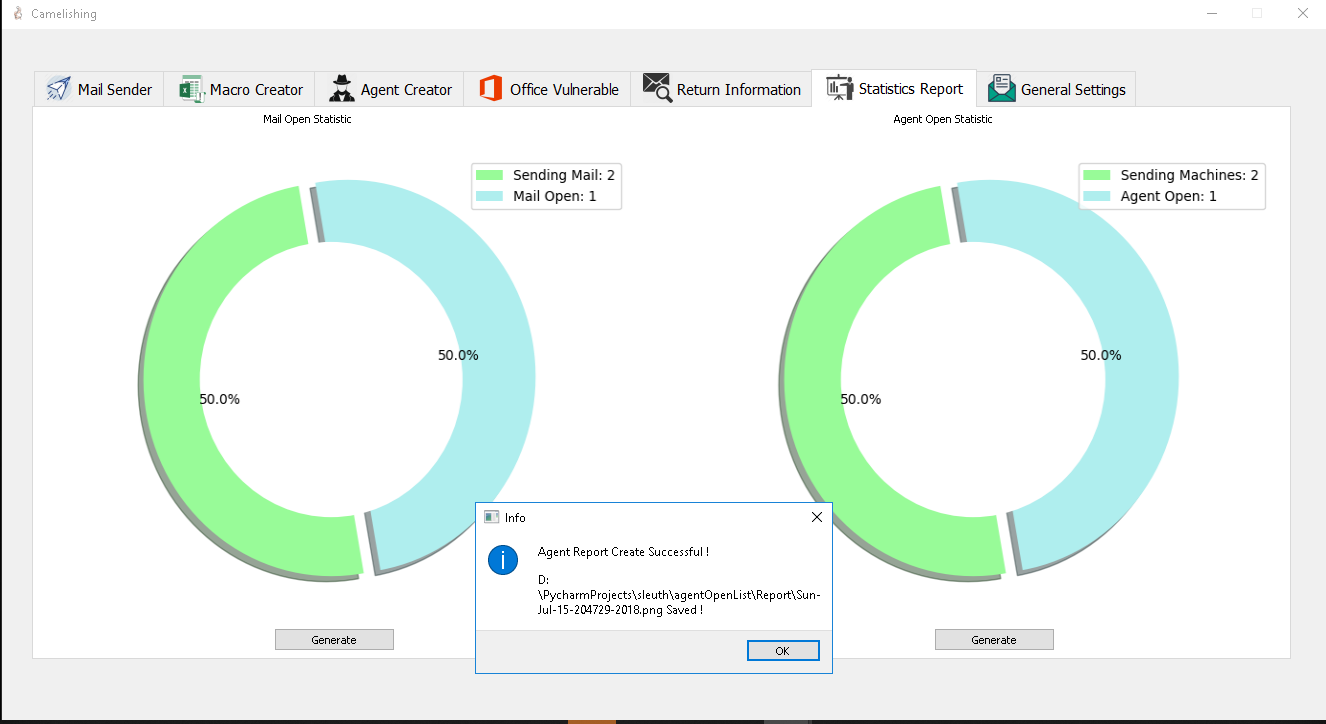 Camelishing
Mail Sender
Macro Creator
Agent Creator
Office Vulnerable
Return Information
Statistics Report
General Settings
Mail Open Statistic
Sending Mail: 2
Mail Open: 1
50.0%
50.0%
Generate
Agent Open Statistic
Sending Machines: 2
Agent Open: 1
50.0%
50.0%
Generate
Info
Agent Report Create Successful !
D:
\PycharmProjects\sleuth\agentOpenList\Report\Sun-
Jul-15-204729-2018.png Saved !
OK